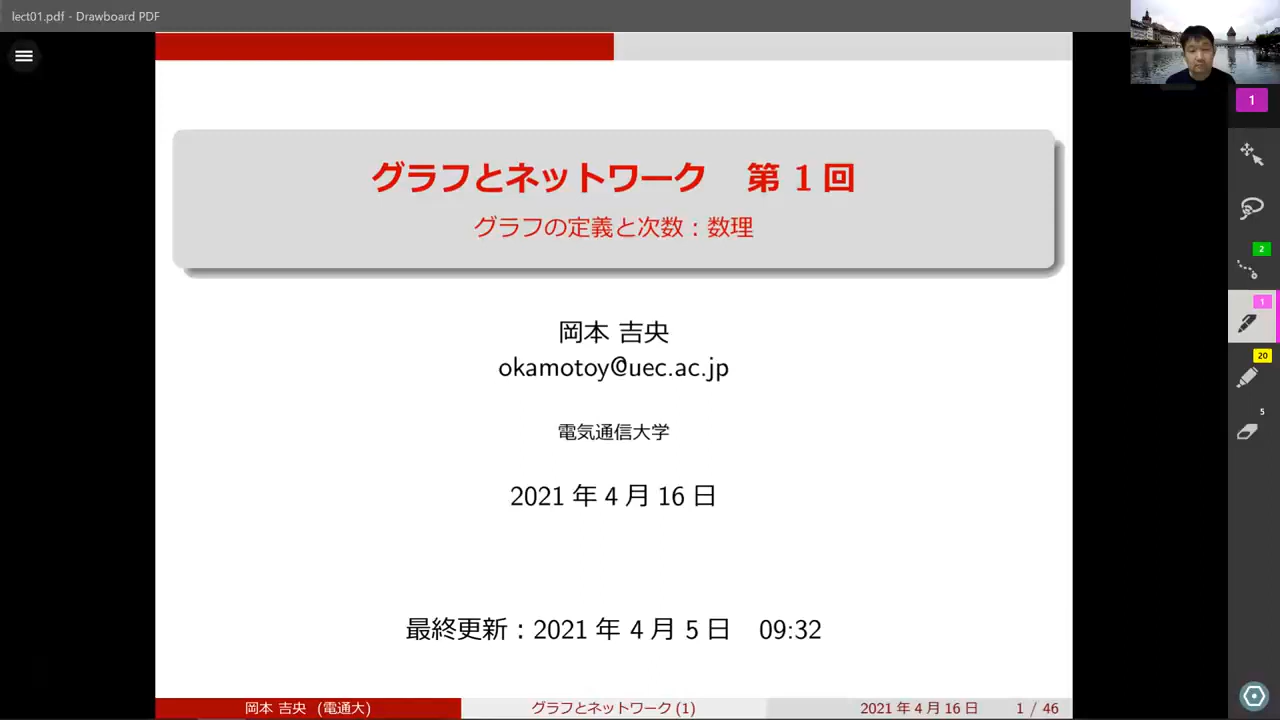 lect01.pdf - Drawboard PDF
1
グラフとネットワーク 第 1 回
グラフの定義と次数：数理
岡本 吉央
okamotoy@uec.ac.jp
電気通信大学
2021 年 4 月 16 日
最終更新：2021 年 4 月 5 日 09:32
2
1
20
5
岡本 吉央 (電通大) グラフとネットワーク (1) 2021 年 4 月 16 日 1 / 46